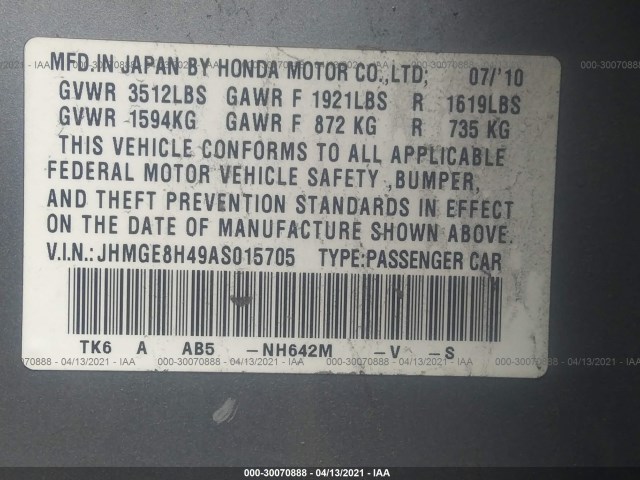 MFD.IN JAPAN BY HONDA MOTOR CO.,LTD; 07/'10
GVWR 3512LBS GAWR F 1921LBS R 1619LBS
GVWR 1594KG GAWR F 872 KG R 735 KG
THIS VEHICLE CONFORMS TO ALL APPLICABLE
FEDERAL MOTOR VEHICLE SAFETY ,BUMPER,
AND THEFT PREVENTION STANDARDS IN EFFECT
ON THE DATE OF MANUFACTURE SHOWN ABOVE.
V.I.N.:JHMGE8H49AS015705 TYPE:PASSENGER CAR
TK6 A AB5 -NH642M -V -S
000-30070888 - 04/13/2021 - IAA